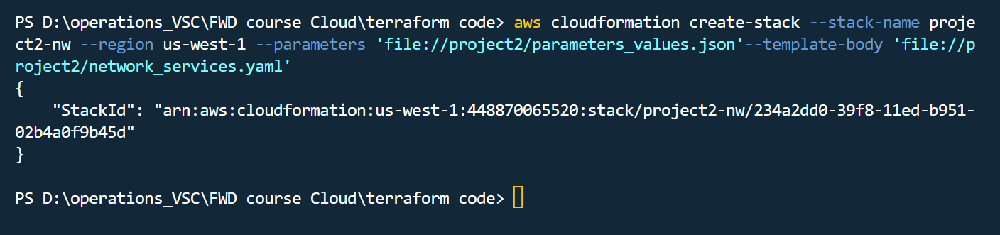 PS D:\operations_VSC\FWD course Cloud\terraform code> aws cloudformation create-stack --stack-name proje
ct2-nw --region us-west-1 --parameters 'file://project2/parameters_values.json'--template-body 'file://p
roject2/network_services.yaml'
{
    "StackId": "arn:aws:cloudformation:us-west-1:448870065520:stack/project2-nw/234a2dd0-39f8-11ed-b951-
02b4a0f9b45d"
}
PS D:\operations_VSC\FWD course Cloud\terraform code>